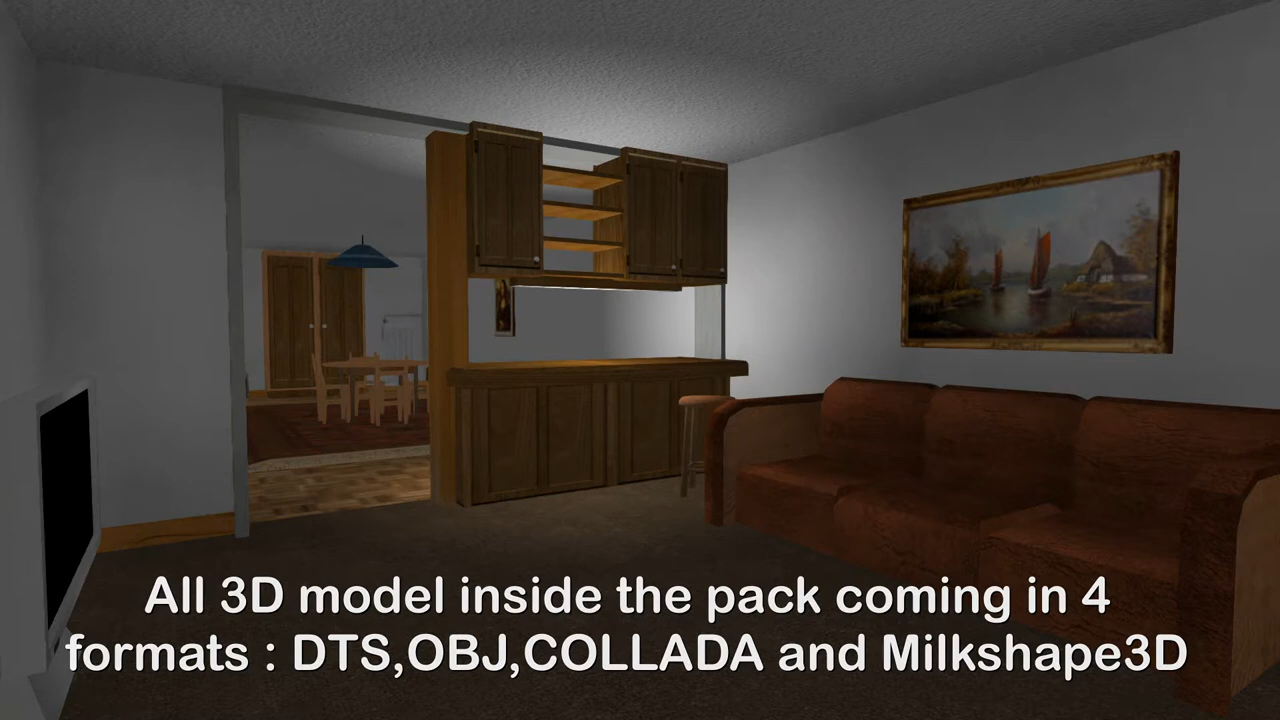 All 3D model inside the pack coming in 4
formats : DTS,OBJ,COLLADA and Milkshape3D